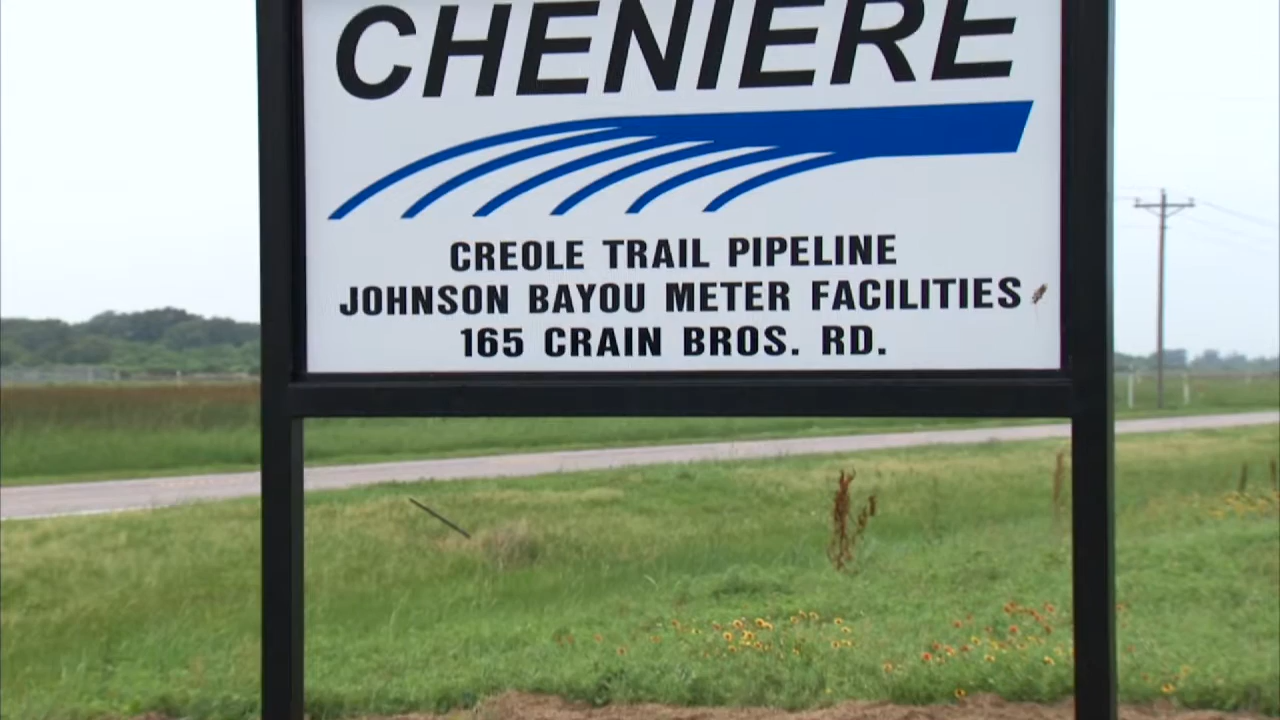 CHENIERE
CREOLE TRAIL PIPELINE
JOHNSON BAYOU METER FACILITIES
165 CRAIN BROS. RD.